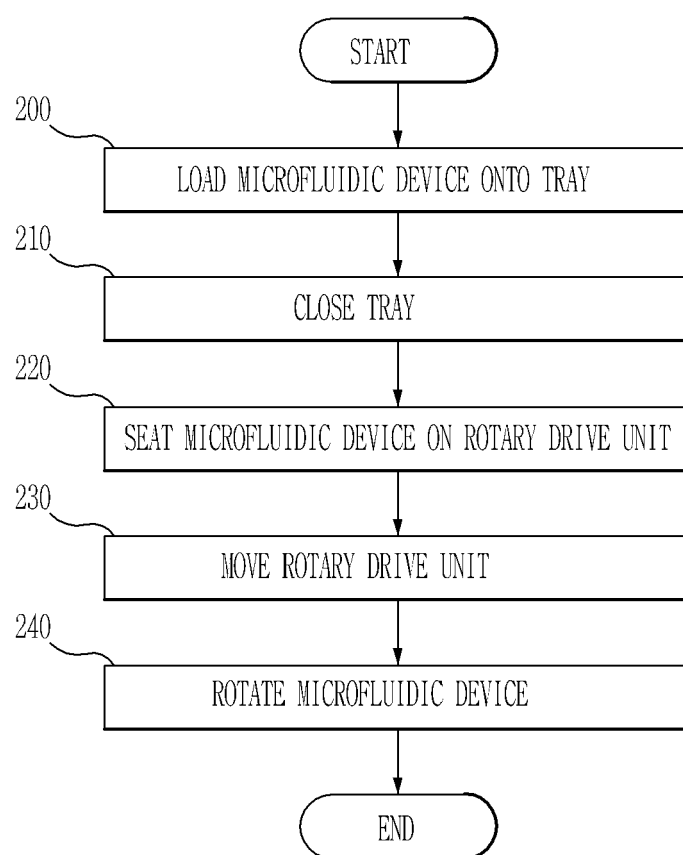 START
200
LOAD MICROFLUIDIC DEVICE ONTO TRAY
210
CLOSE TRAY
220
SEAT MICROFLUIDIC DEVICE ON ROTARY DRIVE UNIT
230
MOVE ROTARY DRIVE UNIT
240
ROTATE MICROFLUIDIC DEVICE
END